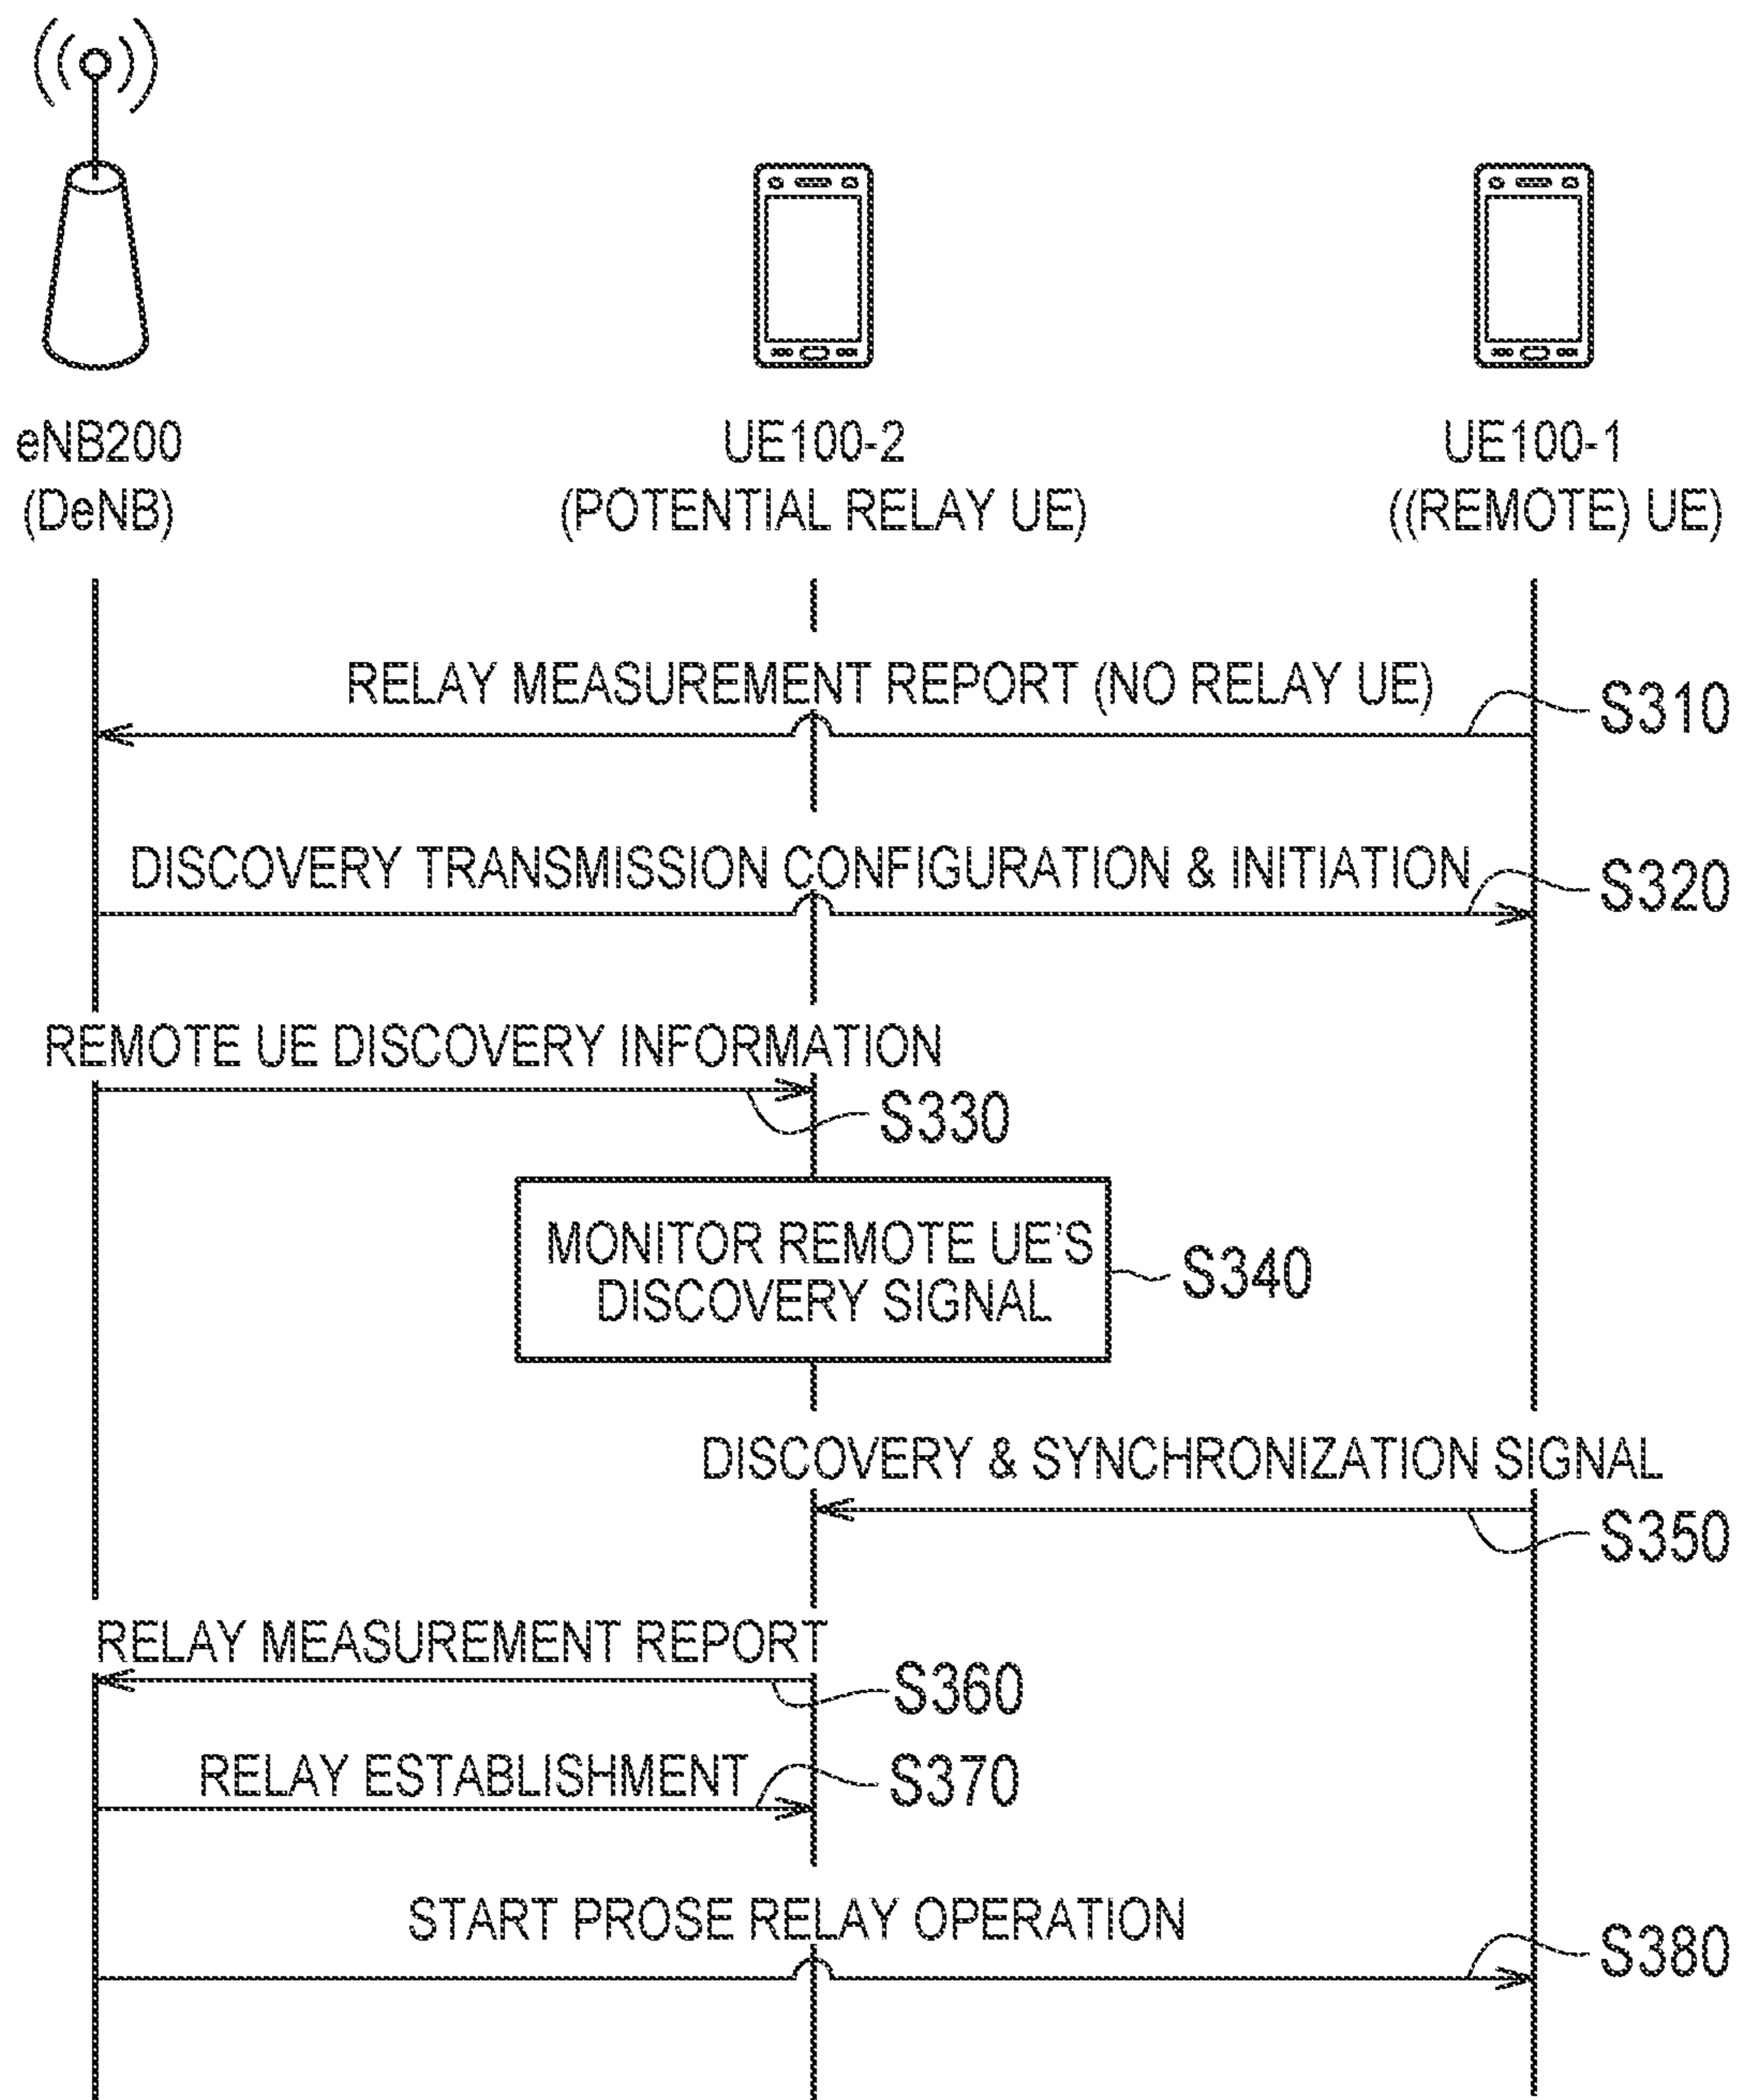 eNB200
(DeNB)
UE100-2
(POTENTIAL RELAY UE)
UE100-1
((REMOTE) UE)
RELAY MEASUREMENT REPORT (NO RELAY UE)
S310
DISCOVERY TRANSMISSION CONFIGURATION & INITIATION
S320
REMOTE UE DISCOVERY INFORMATION
S330
MONITOR REMOTE UE'S
DISCOVERY SIGNAL
S340
DISCOVERY & SYNCHRONIZATION SIGNAL
S350
RELAY MEASUREMENT REPORT
S360
RELAY ESTABLISHMENT
S370
START PROSE RELAY OPERATION
S380